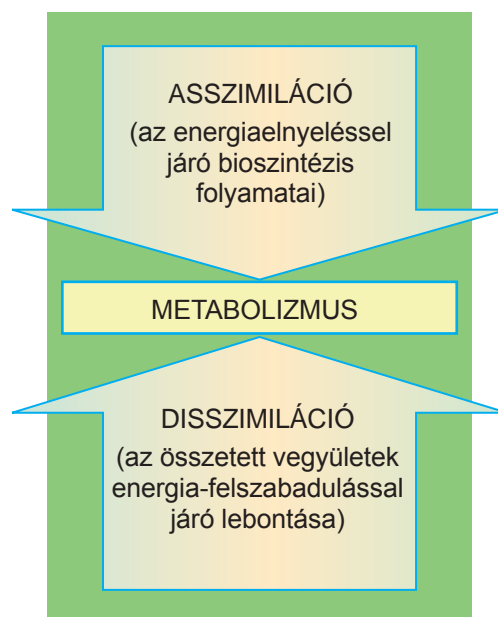 ASSZIMILÁCIÓ
(az energiaelnyeléssel
járó bioszintézis
folyamatai)
METABOLIZMUS
DISSZIMILÁCIÓ
(az összetett vegyületek
energia-felszabadulással
járó lebontása)